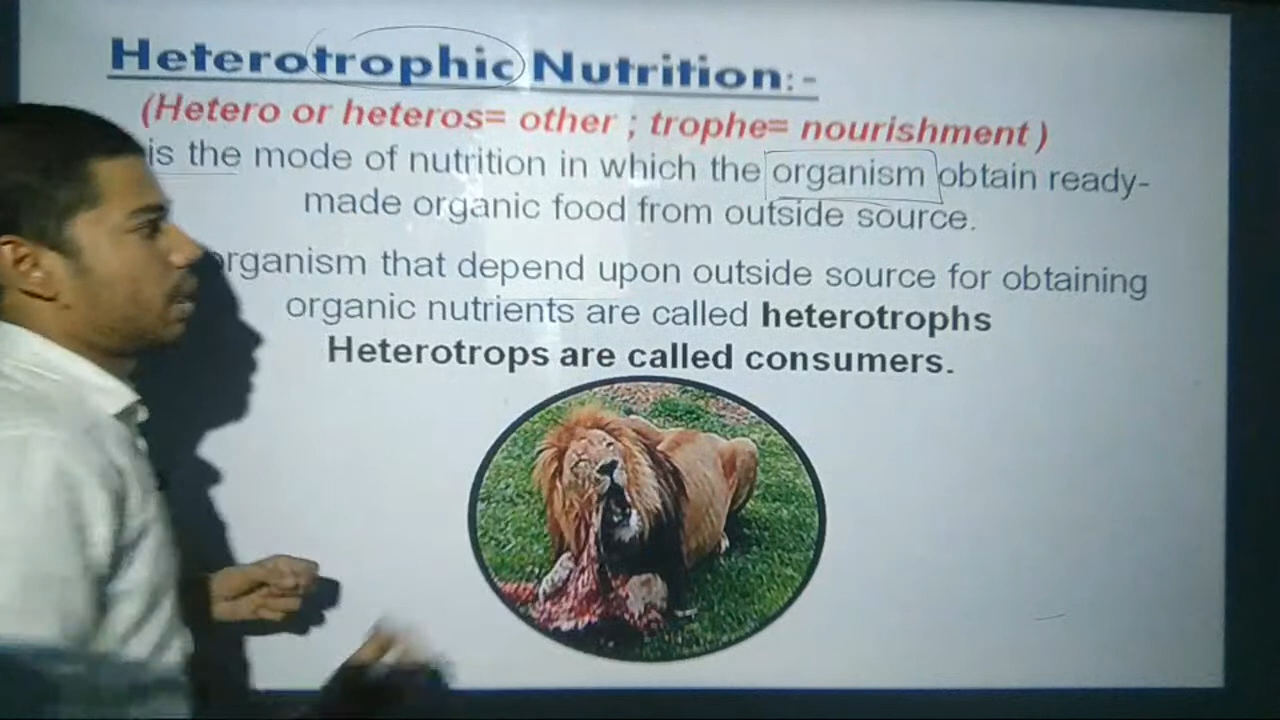 Heterotrophic Nutrition:-
(Hetero or heteros= other ; trophe= nourishment )
is the mode of nutrition in which the organism obtain ready-
made organic food from outside source.
organism that depend upon outside source for obtaining
organic nutrients are called heterotrophs
Heterotrops are called consumers.